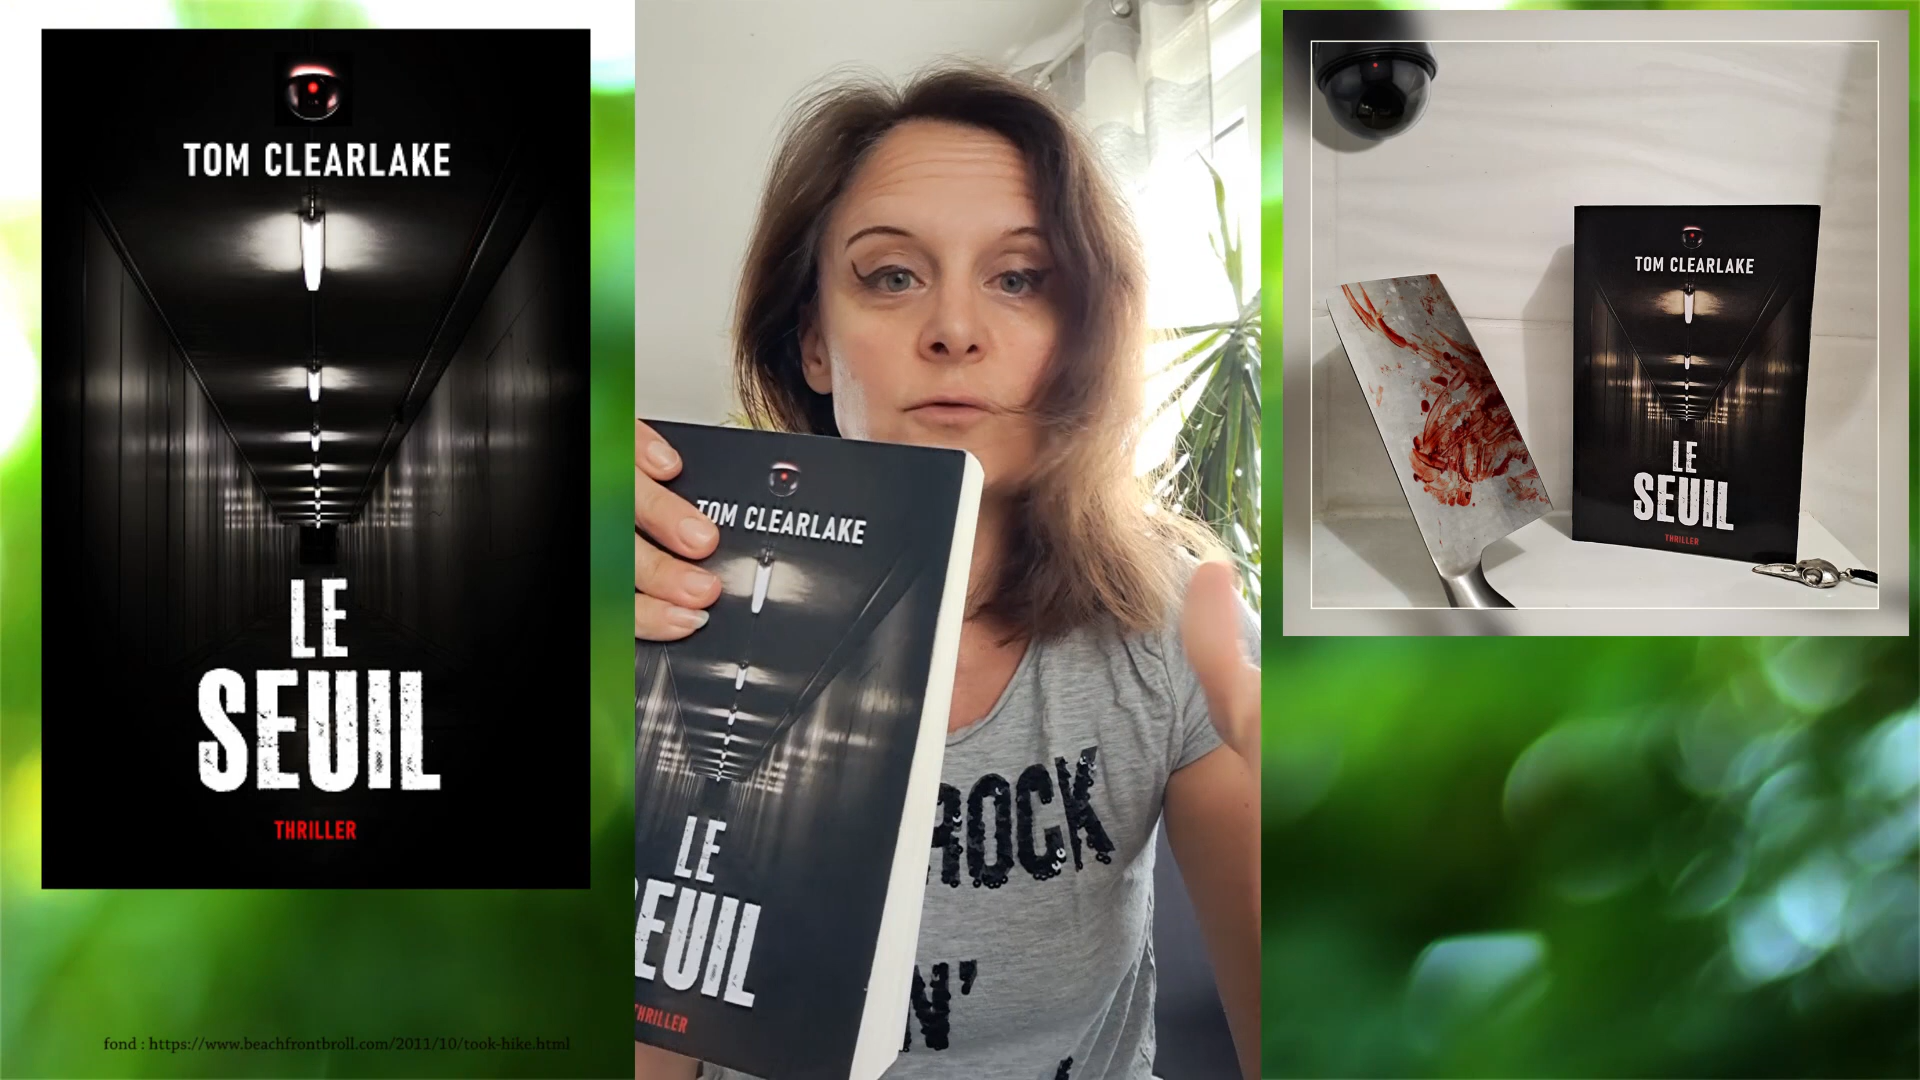 TOM CLEARLAKE
LE
SEUIL
THRILLER
fond : https://www.beachfrontbroll.com/2011/10/took-hike.html
TOM CLEARLAKE
LE
SEUIL
THRILLER
ROCK
N'
TOM CLEARLAKE
LE
SEUIL
THRILLER